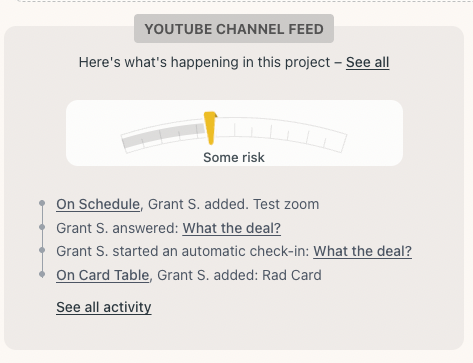 YOUTUBE CHANNEL FEED
Here's what's happening in this project – See all
Some risk
On Schedule, Grant S. added. Test zoom
Grant S. answered: What the deal?
Grant S. started an automatic check-in: What the deal?
On Card Table, Grant S. added: Rad Card
See all activity